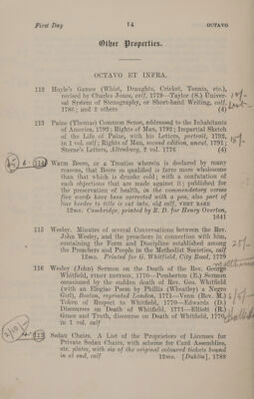 First Day
14
OCTAVO
Other Properties.
OCTAVO ET INFRA.
112 Hoyle's Games (Whist, Draughts, Cricket, Tennis, etc.),
revised by Charles Jones, calf, 1779—Taylor (S.) Univer-
sal System of Stenography, or Short-hand Writing, calf,
1786; and 2 others (4)
113 Paine (Thomas) Common Sense, addressed to the Inhabitants
of America, 1792; Rights of Man, 1792; Impartial Sketch
of the Life of Paine, with his Letters, portrait, 1792,
in 1 vol. calf; Rights of Man, second edition, uncut, 1791;
Sterne's Letters, Altenburg, 2 vol. 1776 (4)
114 Warm Beere, or a Treatise wherein is declared by many
reasons, that Beere so qualified is farre more wholesome
than that which is drunke cold; with a confutation of
such objections that are made against it; published for
the preservation of health, in the commendatory verses
five words have been corrected with a pen, also part of
line border to title is cut into, old calf, VERY RARE
12mo. Cambridge, printed by R. D. for Henry Overton,
1641
115 Wesley. Minutes of several Conversations between the Rev.
John Wesley, and the preachers in connection with him,
containing the Form and Discipline established among
the Preachers and People in the Methodist Societies, calf
12mo. Printed for G. Whitfield, City Road, 1779
116 Wesley (John) Sermon on the Death of the Rev. George
Whitfield, FIRST EDITION, 1770—Pemberton (E.) Sermon
occasioned by the sudden death of Rev. Geo. Whitfield
(with an Elegiac Poem by Phillis (Wheatley) a Negro
Girl), Boston, reprinted London, 1771—Venn (Rev. M.)
Token of Respect to Whitfield, 1770—Edwards (D.)
Discourses on Death of Whitfield, 1771—Elliott (R.)
Grace and Truth, discourse on Death of Whitfield, 1770,
in 1 vol. calf
117 Sedan Chairs. A List of the Proprietors of Licenses for
Private Sedan Chairs, with scheme for Card Assemblies,
etc. plates, with six of the original coloured tickets bound
in at end, calf 12mo. [Dublin], 1788